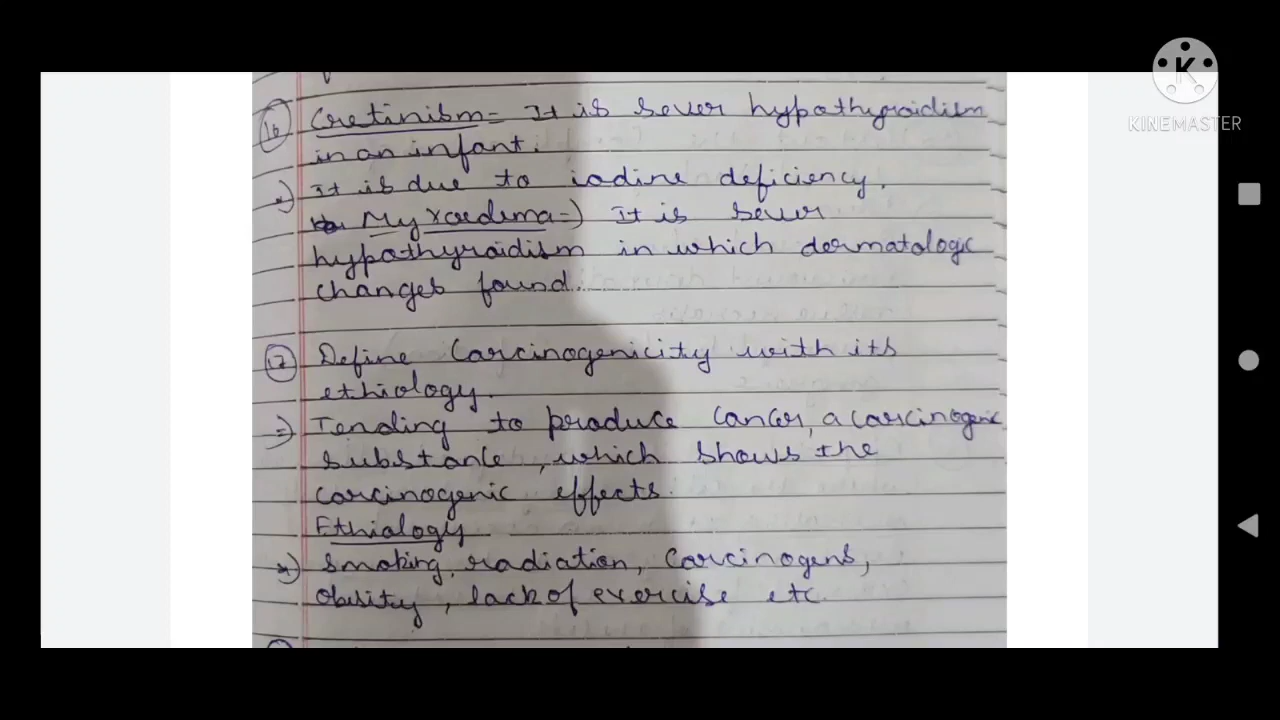 KINEMASTER
16 Cretinism = It is sever hypothyroidism
in an infant.
It is due to iodine deficiency.
Myxoedema => It is sever
hypothyroidism in which dermatologic
changes found.
17 Define Carcinogenicity with its
ethiology.
=> Tending to produce cancer, a carcinogenic
substance, which shows the
carcinogenic effects.
Ethiology
Smoking, radiation, Carcinogens,
obesity, lack of exercise etc.